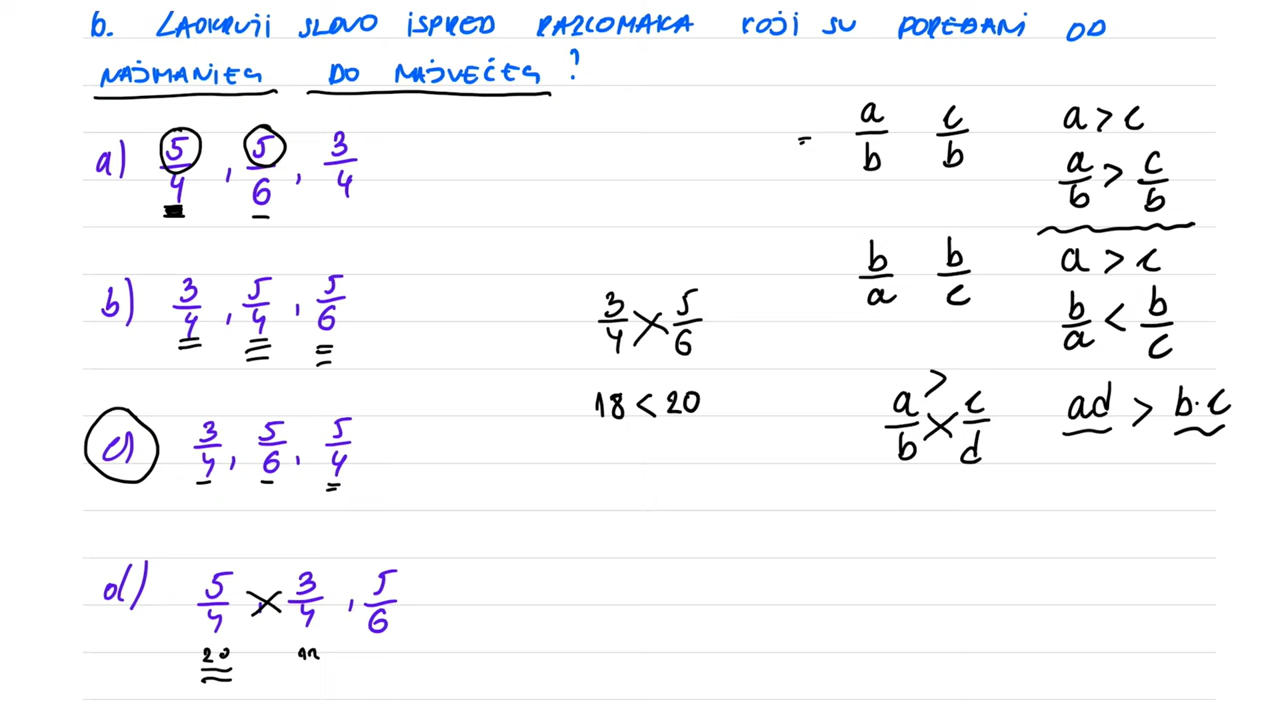 6. ZAOKRUŽI SLOVO ISPRED RAZLOMAKA KOJI SU POREĐANI OD
NAJMANJEG DO NAJVEĆEG ?
a) 5/4 , 5/6 , 3/4
b) 3/4 , 5/4 , 5/6
c) 3/4 , 5/6 , 5/4
d) 5/4 3/4 , 5/6
20 12
3/4 × 5/6
18 < 20
= a/b c/b
a > c
a/b > c/b
b/a b/c
a > c
b/a < b/c
>
a/b × c/d
ad > b·c